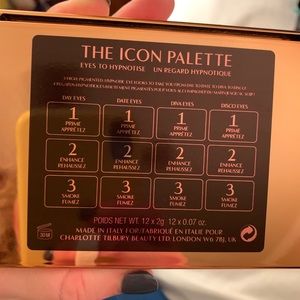 THE ICON PALETTE
EYES TO HYPNOTISE UN REGARD HYPNOTIQUE
DAY EYES DATE EYES DIVA EYES DISCO EYES
1 1 1 1
PRIME PRIME PRIME PRIME
APPRÊTEZ APPRÊTEZ APPRÊTEZ APPRÊTEZ
2 2 2 2
ENHANCE ENHANCE ENHANCE ENHANCE
REHAUSSEZ REHAUSSEZ REHAUSSEZ REHAUSSEZ
3 3 3 3
SMOKE SMOKE SMOKE SMOKE
FUMEZ FUMEZ FUMEZ FUMEZ
POIDS NET WT. 12 x 2g 12 x 0.07 oz.
MADE IN ITALY FOR/FABRIQUÉ EN ITALIE POUR
CHARLOTTE TILBURY BEAUTY LTD LONDON W6 7BJ, UK